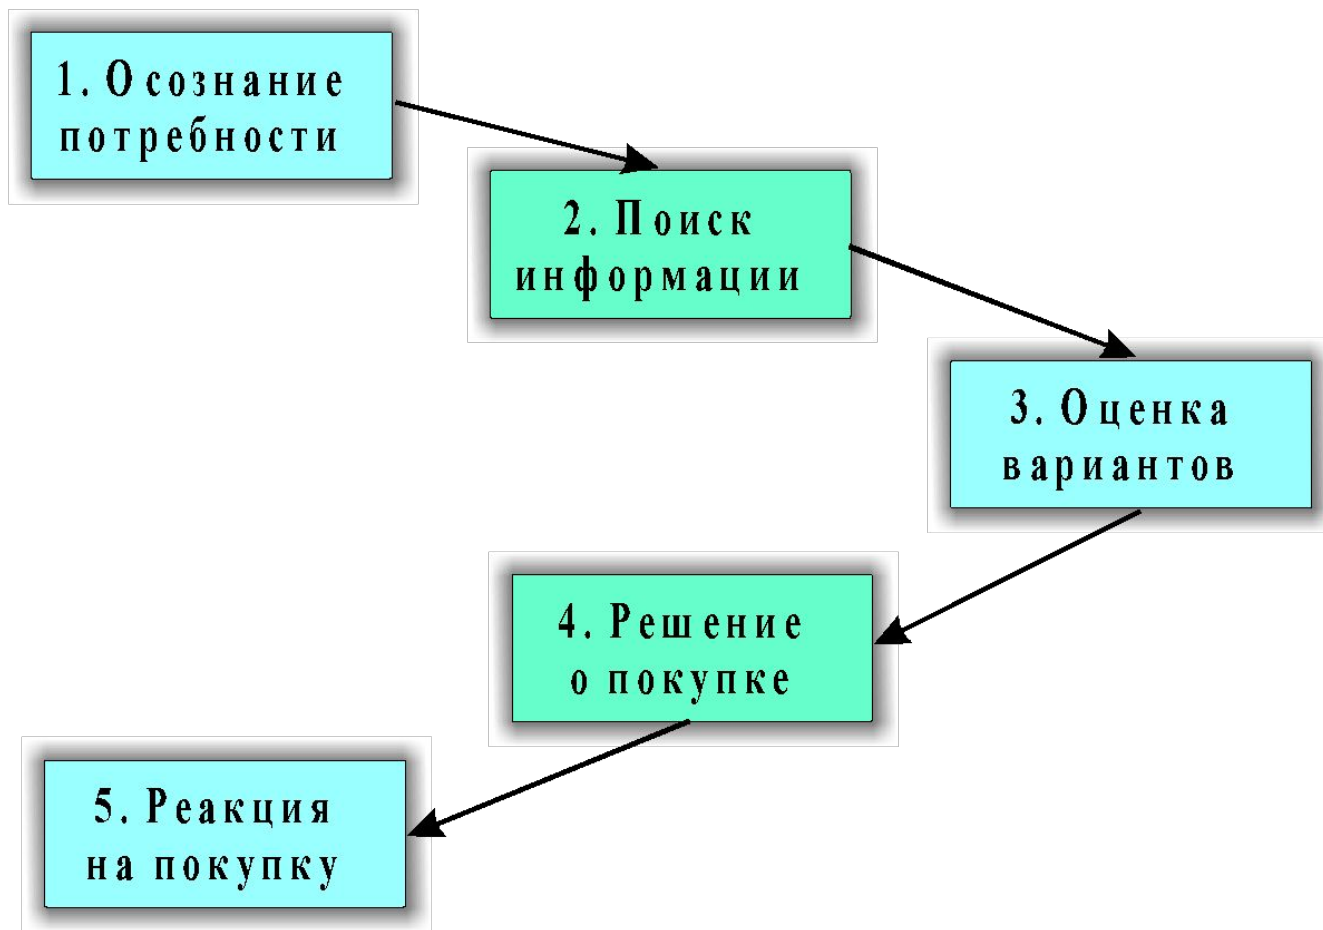 1. Осознание
потребности
2. Поиск
информации
3. Оценка
вариантов
4. Решение
о покупке
5. Реакция
на покупку